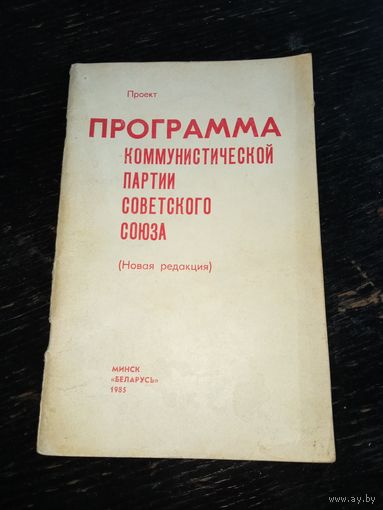 Проект
ПРОГРАММА
КОММУНИСТИЧЕСКОЙ
ПАРТИИ
СОВЕТСКОГО
СОЮЗА
(Новая редакция)
МИНСК
«БЕЛАРУСЬ»
1985
www.ay.by